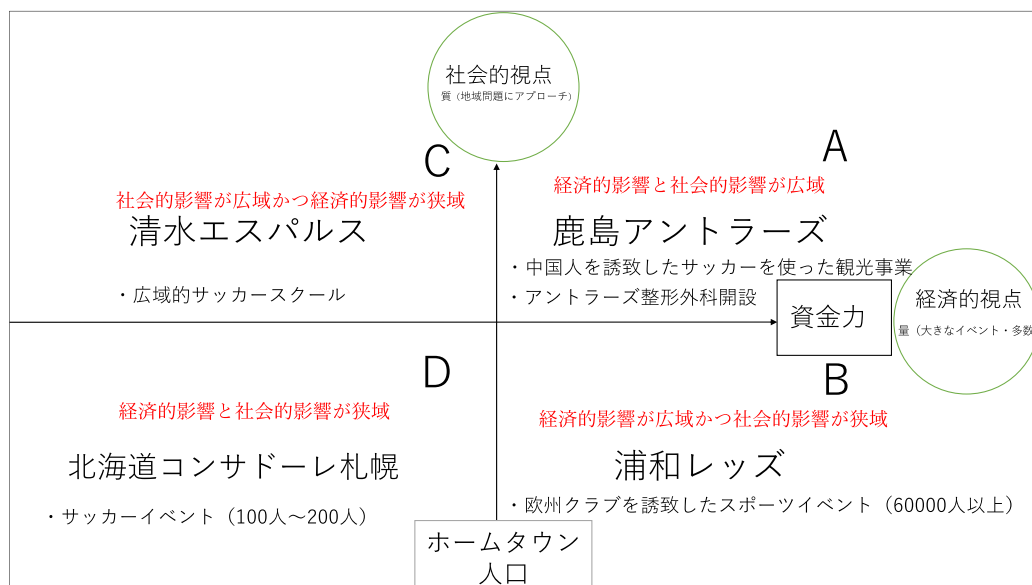 社会的視点
質（地域問題にアプローチ）
C
A
社会的影響が広域かつ経済的影響が狭域
経済的影響と社会的影響が広域
清水エスパルス
鹿島アントラーズ
・広域的サッカースクール
・中国人を誘致したサッカーを使った観光事業
・アントラーズ整形外科開設
資金力
経済的視点
量（大きなイベント・多数
D
B
経済的影響と社会的影響が狭域
経済的影響が広域かつ社会的影響が狭域
北海道コンサドーレ札幌
浦和レッズ
・サッカーイベント（100人～200人）
・欧州クラブを誘致したスポーツイベント（60000人以上）
ホームタウン
人口